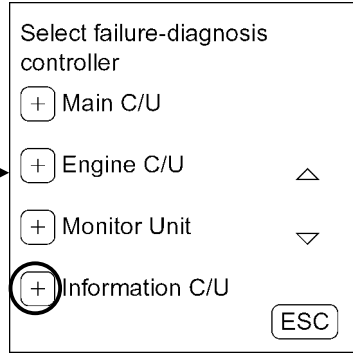 Select failure-diagnosis
controller
+ Main C/U
+ Engine C/U
+ Monitor Unit
+ Information C/U
ESC